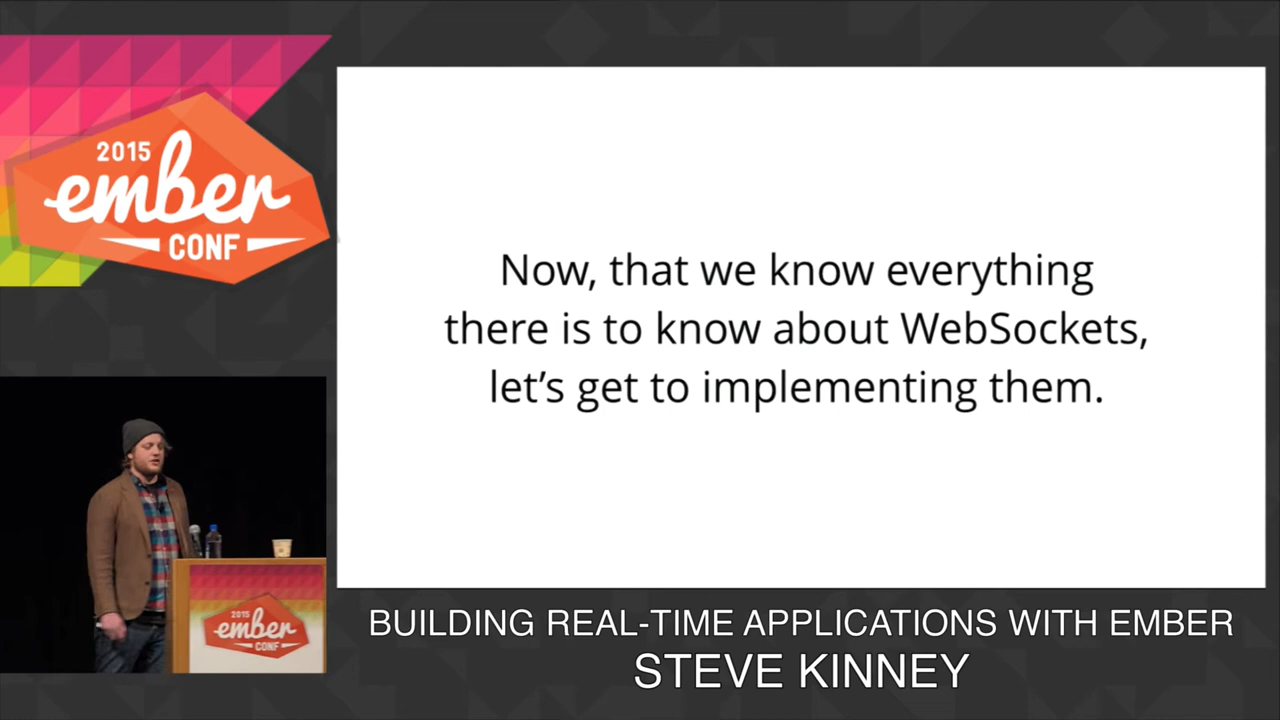 2015
ember
CONF
Now, that we know everything
there is to know about WebSockets,
let’s get to implementing them.
2015
ember
CONF
BUILDING REAL-TIME APPLICATIONS WITH EMBER
STEVE KINNEY